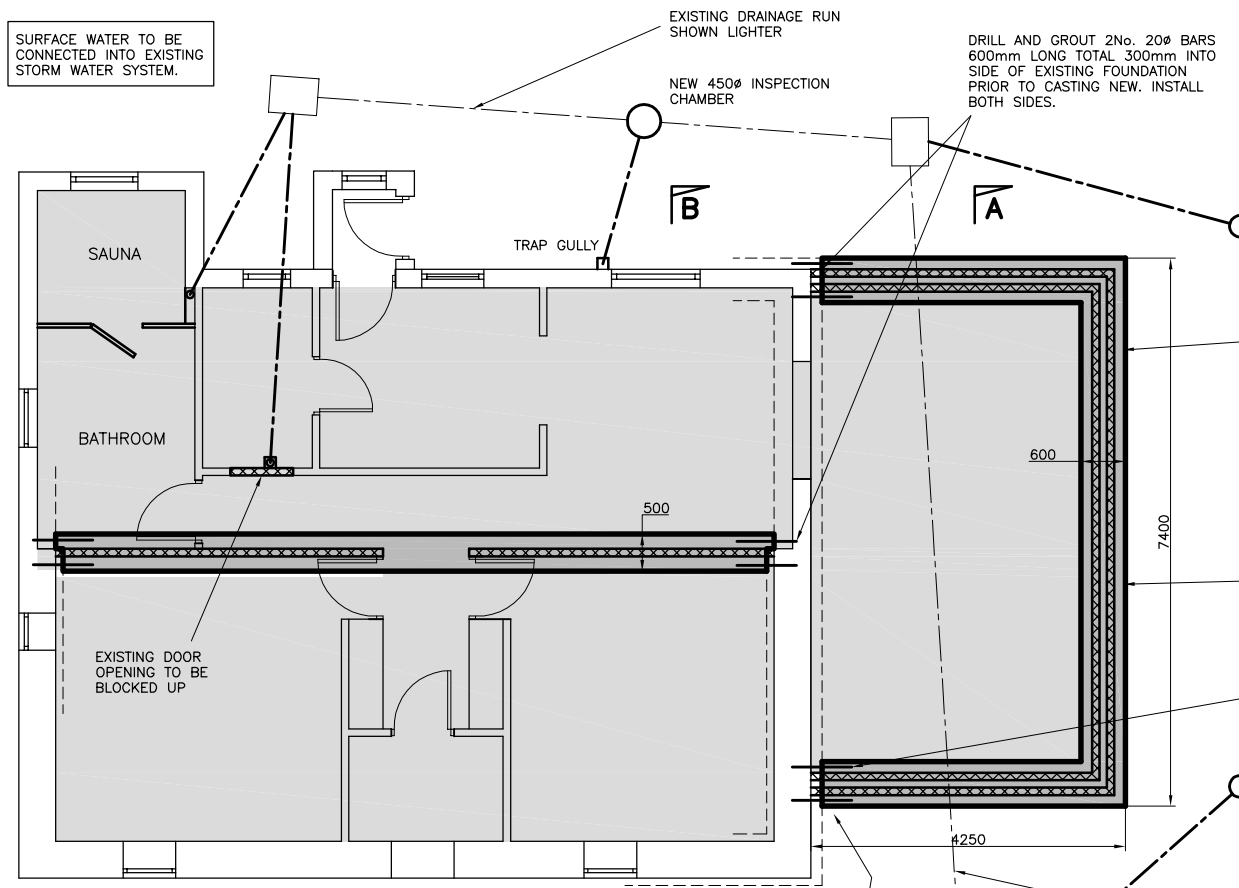 SURFACE WATER TO BE
CONNECTED INTO EXISTING
STORM WATER SYSTEM.
EXISTING DRAINAGE RUN
SHOWN LIGHTER
NEW 450ø INSPECTION
CHAMBER
DRILL AND GROUT 2No. 20ø BARS
600mm LONG TOTAL 300mm INTO
SIDE OF EXISTING FOUNDATION
PRIOR TO CASTING NEW. INSTALL
BOTH SIDES.
B
A
TRAP GULLY
SAUNA
BATHROOM
600
500
7400
EXISTING DOOR
OPENING TO BE
BLOCKED UP
4250